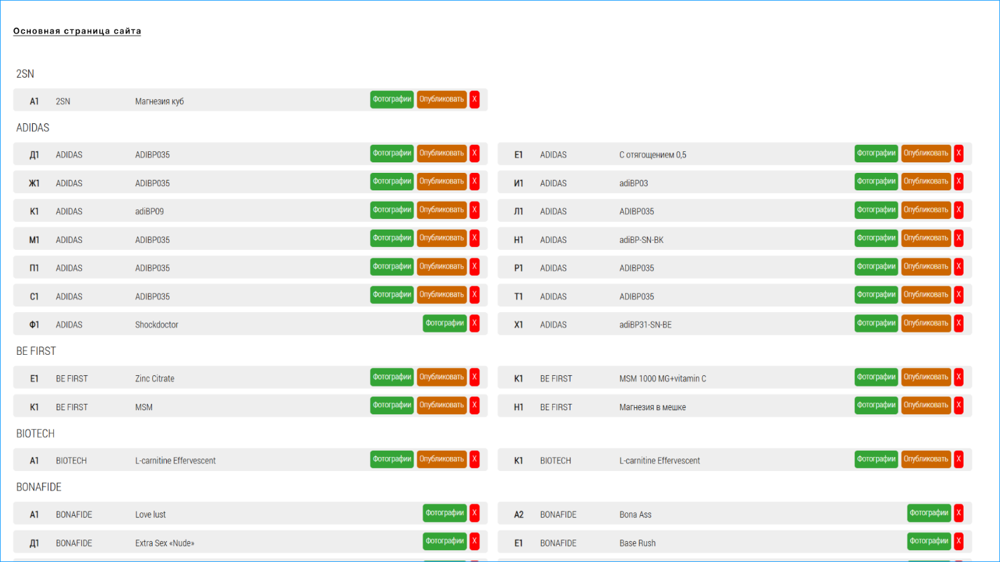 Основная страница сайта
2SN
А1 2SN Магнезия куб Фотографии Опубликовать X
ADIDAS
Д1 ADIDAS ADIBP035 Фотографии Опубликовать X
Е1 ADIDAS С отягощением 0,5 Фотографии Опубликовать X
Ж1 ADIDAS ADIBP035 Фотографии Опубликовать X
И1 ADIDAS adiBP03 Фотографии Опубликовать X
К1 ADIDAS adiBP09 Фотографии Опубликовать X
Л1 ADIDAS ADIBP035 Фотографии Опубликовать X
М1 ADIDAS ADIBP035 Фотографии Опубликовать X
Н1 ADIDAS adiBP-SN-BK Фотографии Опубликовать X
П1 ADIDAS ADIBP035 Фотографии Опубликовать X
Р1 ADIDAS ADIBP035 Фотографии Опубликовать X
С1 ADIDAS ADIBP035 Фотографии Опубликовать X
Т1 ADIDAS ADIBP035 Фотографии Опубликовать X
Ф1 ADIDAS Shockdoctor Фотографии X
Х1 ADIDAS adiBP31-SN-BE Фотографии Опубликовать X
BE FIRST
Е1 BE FIRST Zinc Citrate Фотографии Опубликовать X
К1 BE FIRST MSM 1000 MG+vitamin C Фотографии Опубликовать X
К1 BE FIRST MSM Фотографии Опубликовать X
Н1 BE FIRST Магнезия в мешке Фотографии Опубликовать X
BIOTECH
А1 BIOTECH L-carnitine Effervescent Фотографии Опубликовать X
К1 BIOTECH L-carnitine Effervescent Фотографии Опубликовать X
BONAFIDE
А1 BONAFIDE Love lust Фотографии X
А2 BONAFIDE Bona Ass Фотографии X
Д1 BONAFIDE Extra Sex «Nude» Фотографии X
Е1 BONAFIDE Base Rush Фотографии X